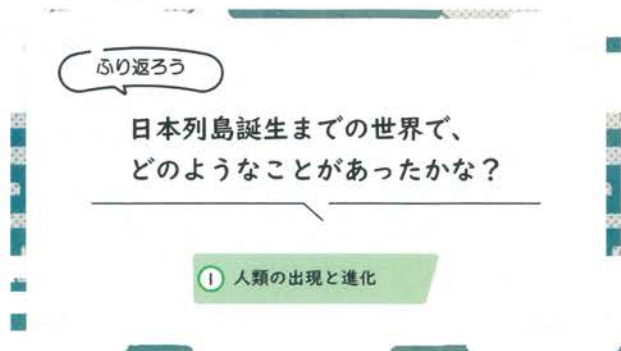 ふり返ろう
日本列島誕生までの世界で、
どのようなことがあったかな？
1 人類の出現と進化